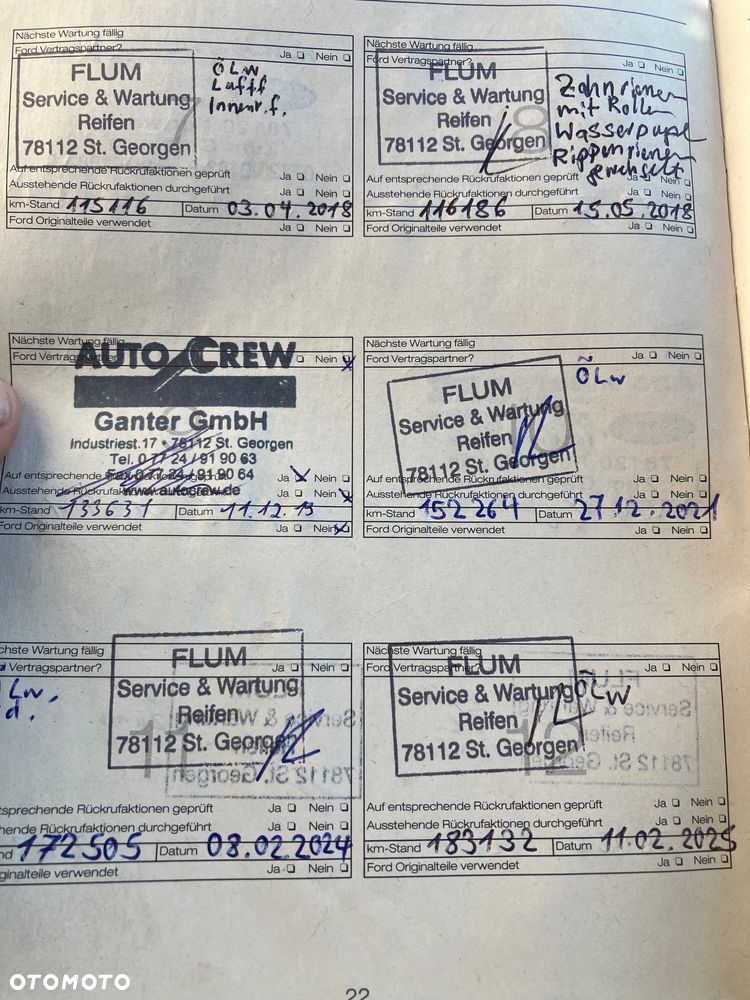 Nächste Wartung fällig
Ford Vertragspartner? Ja Nein
FLUM
Service & Wartung
Reifen
78112 St. Georgen
ÖLw
Luftf
Innenr.f.
7
Auf entsprechende Rückrufaktionen geprüft Ja Nein
Ausstehende Rückrufaktionen durchgeführt Ja Nein
km-Stand 115116 Datum 03.04.2018
Ford Originalteile verwendet Ja Nein
Nächste Wartung fällig
Ford Vertragspartner? Ja Nein
FLUM
Service & Wartung
Reifen
78112 St. Georgen
8
Zahnriemen
mit Rollen
Wasserpupe
Rippenriemen
gewechselt
Auf entsprechende Rückrufaktionen geprüft Ja Nein
Ausstehende Rückrufaktionen durchgeführt Ja Nein
km-Stand 116186 Datum 15.05.2018
Ford Originalteile verwendet Ja Nein
Nächste Wartung fällig
Ford Vertragspartner? Ja Nein
AUTO CREW
Ganter GmbH
Industriest.17 • 78112 St. Georgen
Tel. 0 77 24 / 91 90 63
Fax 0 77 24 / 91 90 64
www.autocrew.de
Auf entsprechende Rückrufaktionen geprüft Ja Nein
Ausstehende Rückrufaktionen durchgeführt Ja Nein
km-Stand 133631 Datum 11.12.19
Ford Originalteile verwendet Ja Nein
Nächste Wartung fällig
Ford Vertragspartner? Ja Nein
FLUM
Service & Wartung
Reifen
78112 St. Georgen
ÖLw
Auf entsprechende Rückrufaktionen geprüft Ja Nein
Ausstehende Rückrufaktionen durchgeführt Ja Nein
km-Stand 152264 Datum 27.12.2021
Ford Originalteile verwendet Ja Nein
chste Wartung fällig
Vertragspartner? Ja Nein
FLUM
Service & Wartung
Reifen
78112 St. Georgen
Lw.
d.
11
tsprechende Rückrufaktionen geprüft Ja Nein
hende Rückrufaktionen durchgeführt Ja Nein
nd 172505 Datum 08.02.2024
ginalteile verwendet Ja Nein
Nächste Wartung fällig
Ford Vertragspartner? Ja Nein
FLUM
Service & Wartung
Reifen
78112 St. Georgen
ÖLw
12
Auf entsprechende Rückrufaktionen geprüft Ja Nein
Ausstehende Rückrufaktionen durchgeführt Ja Nein
km-Stand 183132 Datum 11.02.2025
Ford Originalteile verwendet Ja Nein
22
OTOMOTO